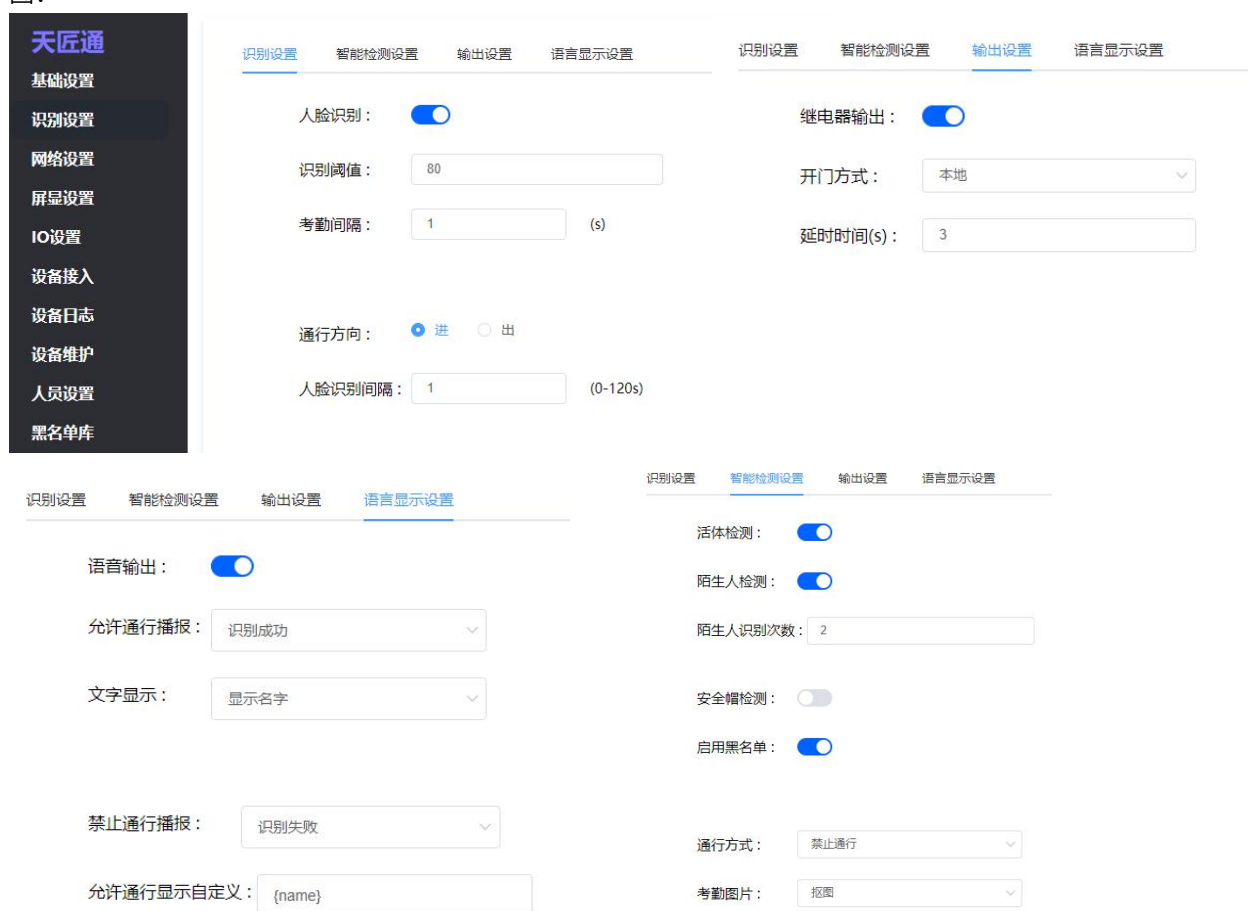 天匠通
基础设置
识别设置
网络设置
屏显设置
IO设置
设备接入
设备日志
设备维护
人员设置
黑名单库
识别设置 智能检测设置 输出设置 语言显示设置
人脸识别：
识别阈值： 80
考勤间隔： 1 (s)
通行方向： 进 出
人脸识别间隔： 1 (0-120s)
识别设置 智能检测设置 输出设置 语言显示设置
继电器输出：
开门方式： 本地
延时时间(s)： 3
识别设置 智能检测设置 输出设置 语言显示设置
语音输出：
允许通行播报： 识别成功
文字显示： 显示名字
禁止通行播报： 识别失败
允许通行显示自定义： {name}
识别设置 智能检测设置 输出设置 语言显示设置
活体检测：
陌生人检测：
陌生人识别次数： 2
安全帽检测：
启用黑名单：
通行方式： 禁止通行
考勤图片： 抠图